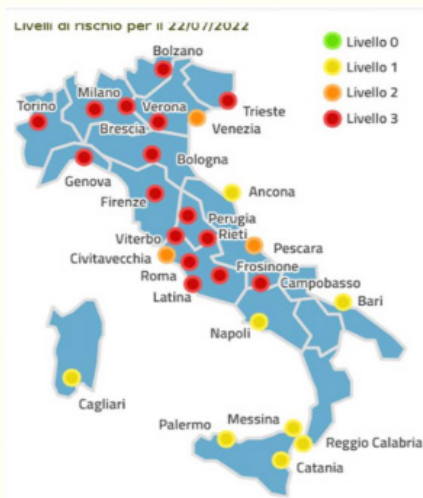 Livelli di rischio per il 22/07/2022
Bolzano
Livello 0
Livello 1
Livello 2
Livello 3
Milano
Torino
Verona
Trieste
Brescia
Venezia
Bologna
Genova
Firenze
Ancona
Perugia
Viterbo
Rieti
Pescara
Civitavecchia
Roma
Frosinone
Campobasso
Latina
Bari
Napoli
Cagliari
Palermo
Messina
Reggio Calabria
Catania